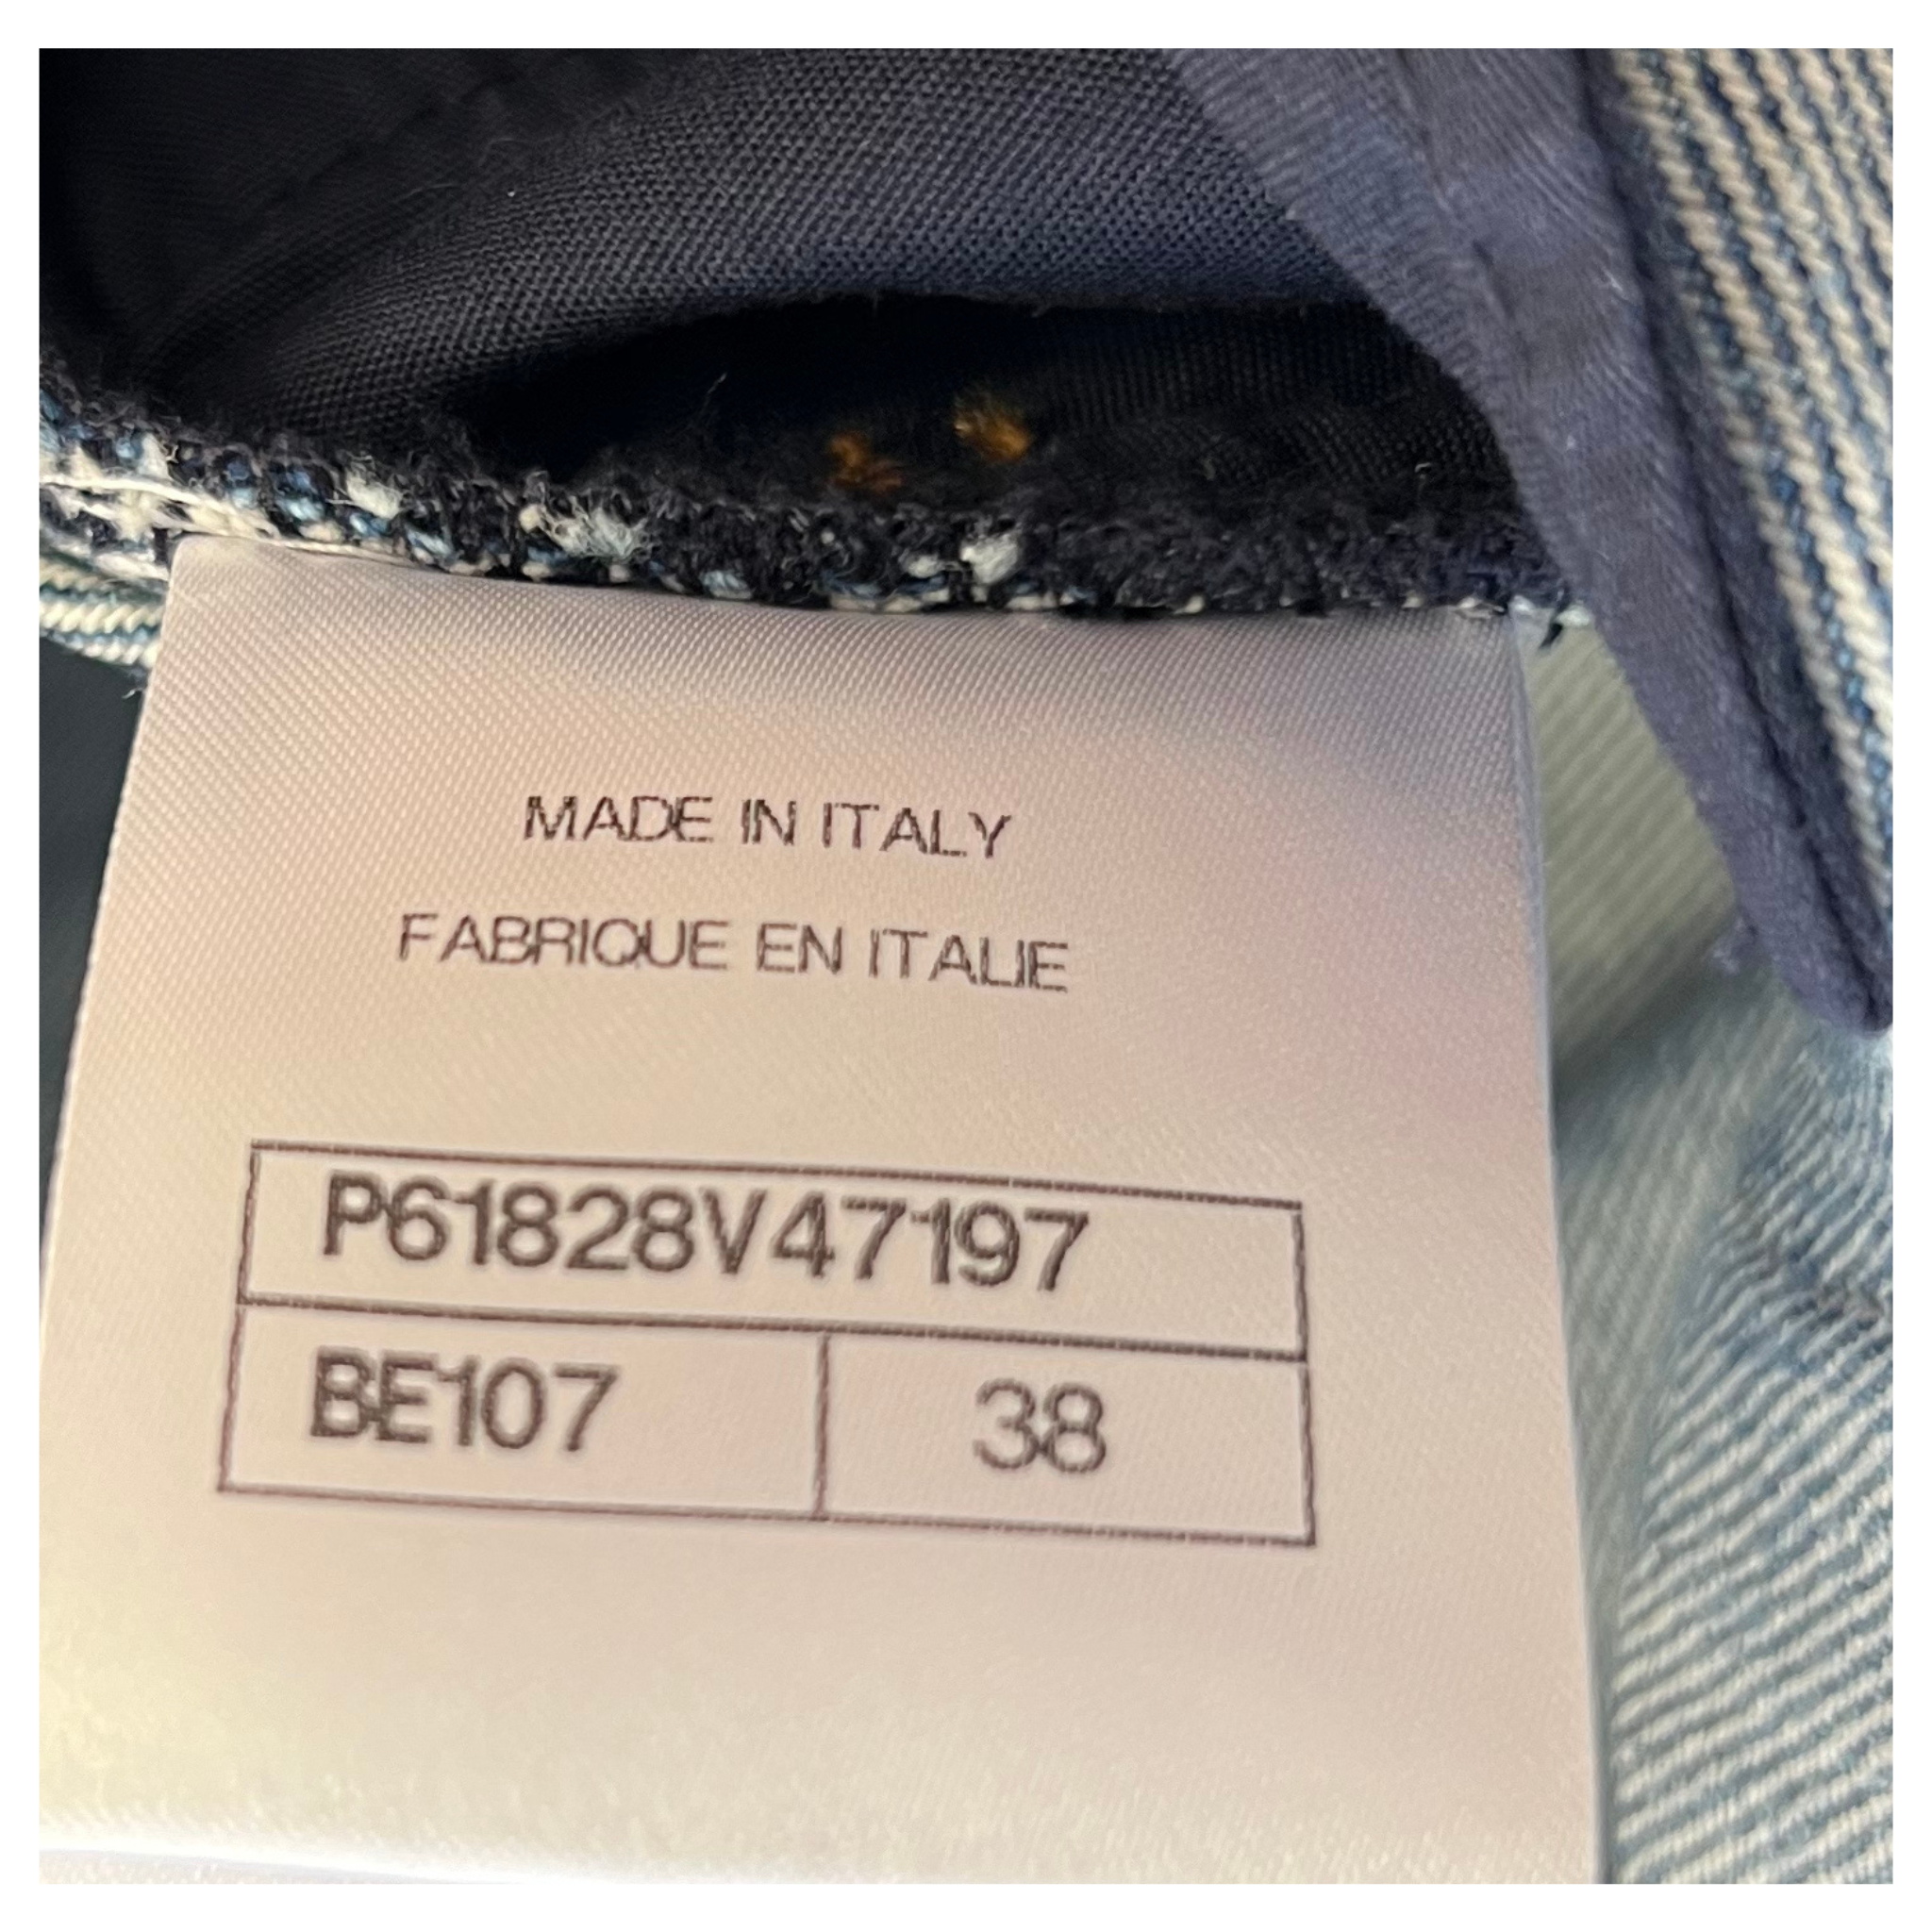 MADE IN ITALY
FABRIQUE EN ITALIE
P61828V47197
BE107 38